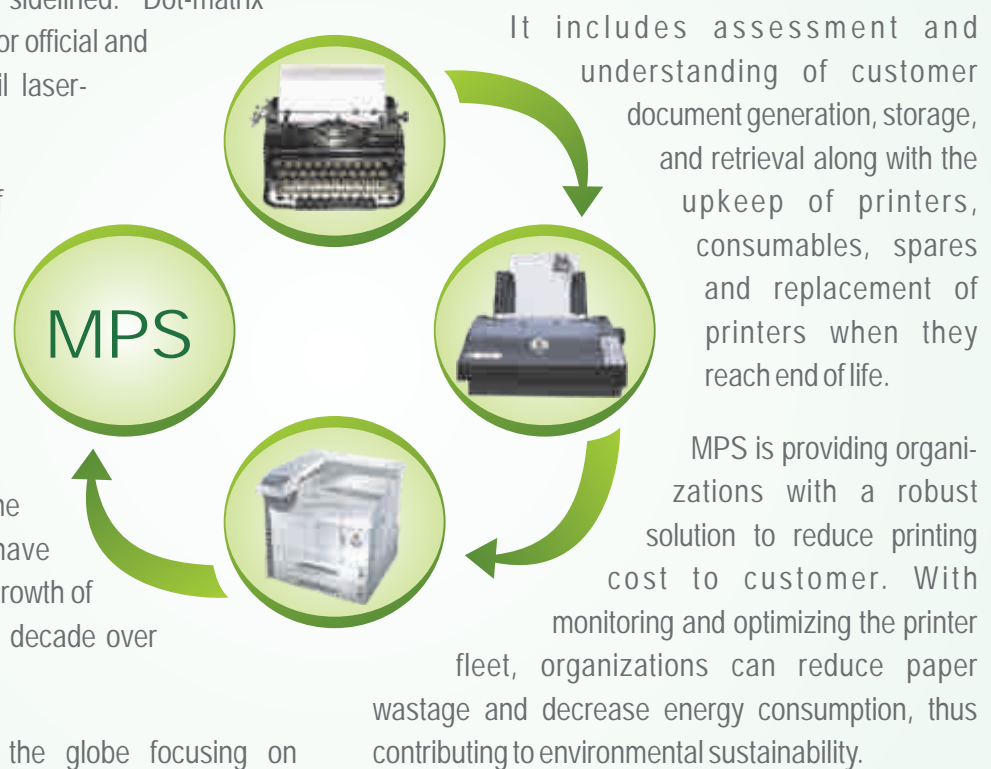 sidelined. Dot-matrix
or official and
il laser-
f
ne
have
rowth of
decade over
the globe focusing on
MPS
It includes assessment and
understanding of customer
document generation, storage,
and retrieval along with the
upkeep of printers,
consumables, spares
and replacement of
printers when they
reach end of life.
MPS is providing organi-
zations with a robust
solution to reduce printing
cost to customer. With
monitoring and optimizing the printer
fleet, organizations can reduce paper
wastage and decrease energy consumption, thus
contributing to environmental sustainability.